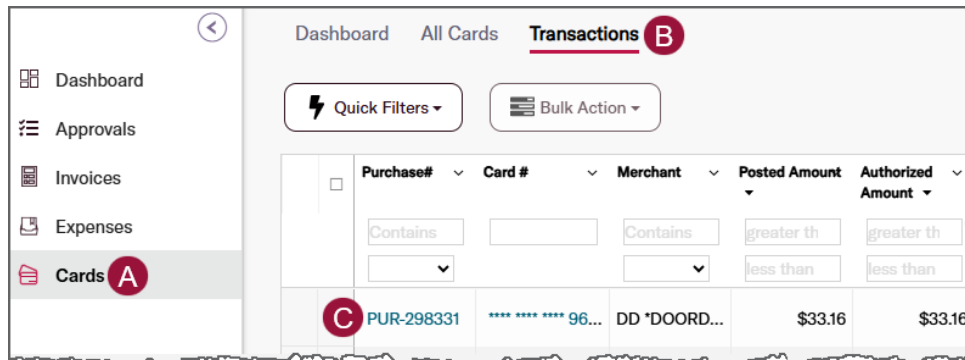 Dashboard All Cards Transactions B
Dashboard
Approvals
Invoices
Expenses
Cards A
Quick Filters Bulk Action
Purchase# Card # Merchant Posted Amount Authorized Amount
Contains Contains greater th greater th
less than less than
C PUR-298331 **** **** **** 96... DD *DOORD... $33.16 $33.16